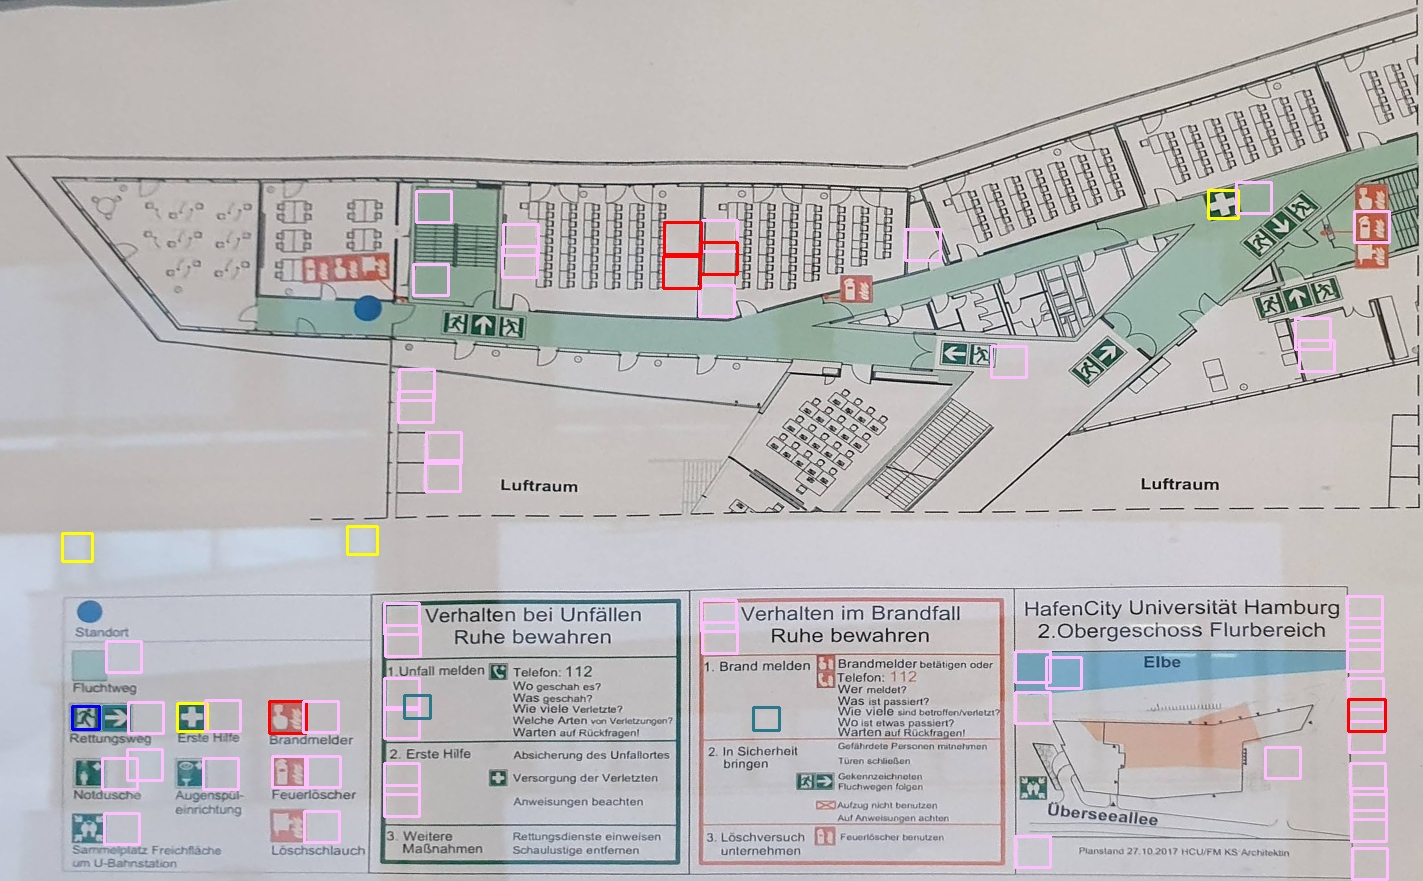 Luftraum
Luftraum
Standort
Fluchtweg
Rettungsweg
Erste Hilfe
Brandmelder
Notdusche
Augenspül-
einrichtung
Feuerlöscher
Sammelplatz Freichfläche
um U-Bahnstation
Löschschlauch
Verhalten bei Unfällen
Ruhe bewahren
1.Unfall melden
Telefon: 112
Wo geschah es?
Was geschah?
Wie viele Verletzte?
Welche Arten von Verletzungen?
Warten auf Rückfragen!
2. Erste Hilfe
Absicherung des Unfallortes
Versorgung der Verletzten
Anweisungen beachten
3. Weitere
Maßnahmen
Rettungsdienste einweisen
Schaulustige entfernen
Verhalten im Brandfall
Ruhe bewahren
1. Brand melden
Brandmelder betätigen oder
Telefon: 112
Wer meldet?
Was ist passiert?
Wie viele sind betroffen/verletzt?
Wo ist etwas passiert?
Warten auf Rückfragen!
2. In Sicherheit
bringen
Gefährdete Personen mitnehmen
Türen schließen
Gekennzeichneten
Fluchwegen folgen
Aufzug nicht benutzen
Auf Anweisungen achten
3. Löschversuch
unternehmen
Feuerlöscher benutzen
HafenCity Universität Hamburg
2.Obergeschoss Flurbereich
Elbe
Überseeallee
Planstand 27.10.2017 HCU/FM KS Architektin